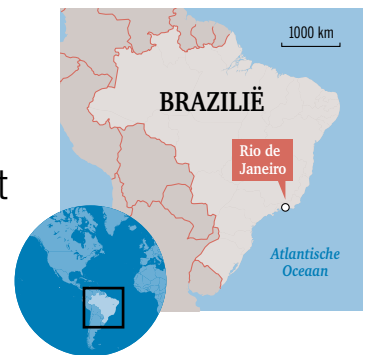 1000 km
BRAZILIË
Rio de
Janeiro
t
Atlantische
Oceaan